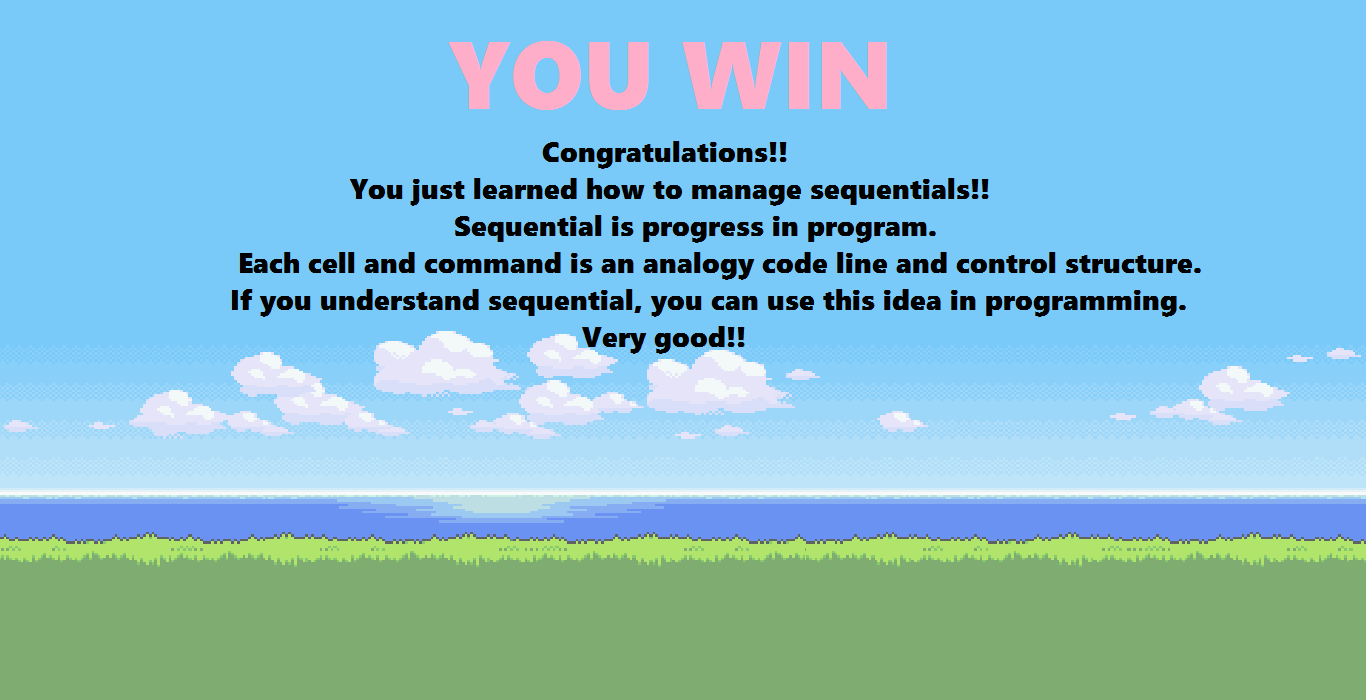 YOU WIN
Congratulations!!
You just learned how to manage sequentials!!
Sequential is progress in program.
Each cell and command is an analogy code line and control structure.
If you understand sequential, you can use this idea in programming.
Very good!!